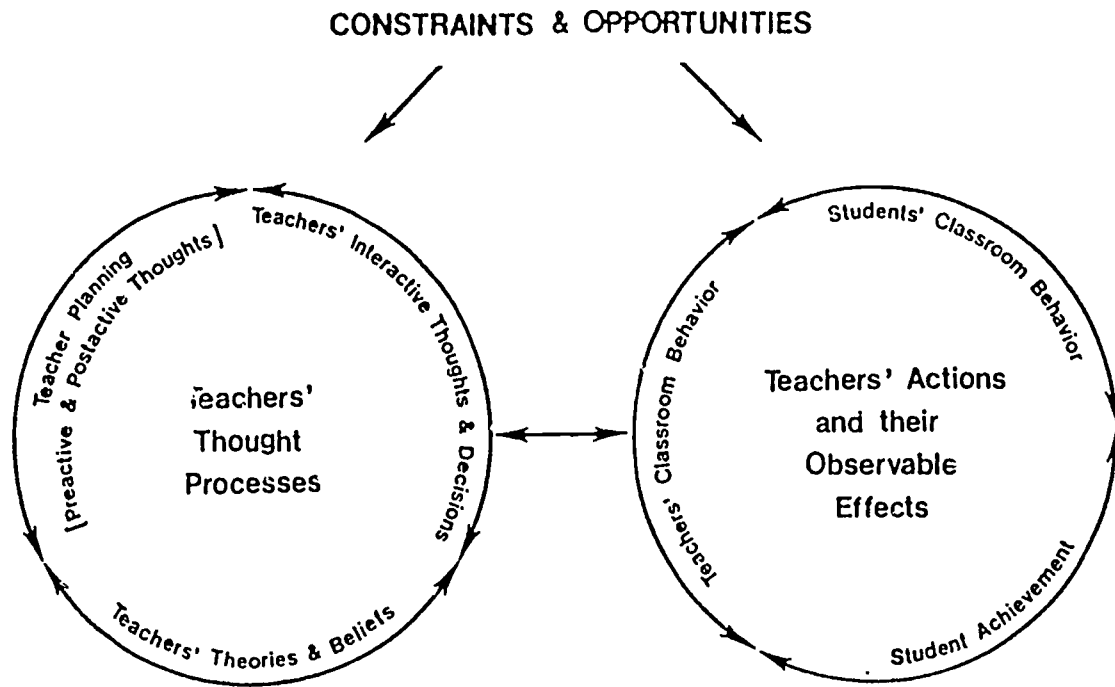 CONSTRAINTS & OPPORTUNITIES
Teacher Planning
[Preactive & Postactive Thoughts]
Teachers' Interactive Thoughts & Decisions
Teachers' Theories & Beliefs
Teachers'
Thought
Processes
Students' Classroom Behavior
Teachers' Classroom Behavior
Student Achievement
Teachers' Actions
and their
Observable
Effects